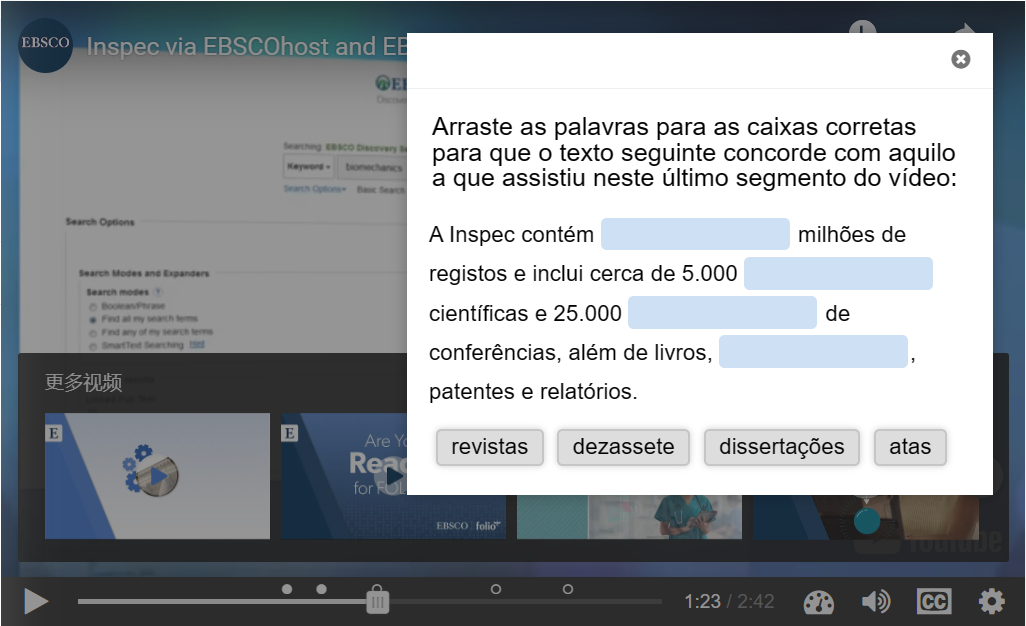 EBSCO
Inspec via EBSCOhost and EB
Arraste as palavras para as caixas corretas
para que o texto seguinte concorde com aquilo
a que assistiu neste último segmento do vídeo:
A Inspec contém milhões de
registos e inclui cerca de 5.000
científicas e 25.000 de
conferências, além de livros, ,
patentes e relatórios.
revistas dezassete dissertações atas
Searching: EBSCO Discovery
Keyword biomechanics
Search Options Basic Search
Search Options
Search Modes and Expanders
Search modes ?
Boolean/Phrase
Find all my search terms
Find any of my search terms
SmartText Searching Hint
更多视频
E
E
Are
for FOL
EBSCO folio
YouTube
1:23 / 2:42
CC